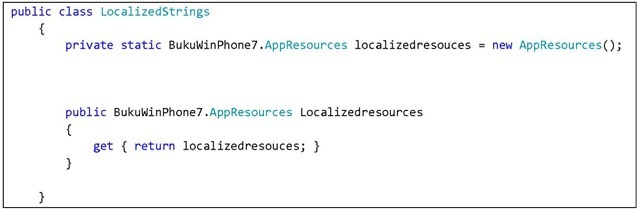 public class LocalizedStrings
{
private static BukuWinPhone7.AppResources localizedresouces = new AppResources();
public BukuWinPhone7.AppResources Localizedresources
{
get { return localizedresouces; }
}
}